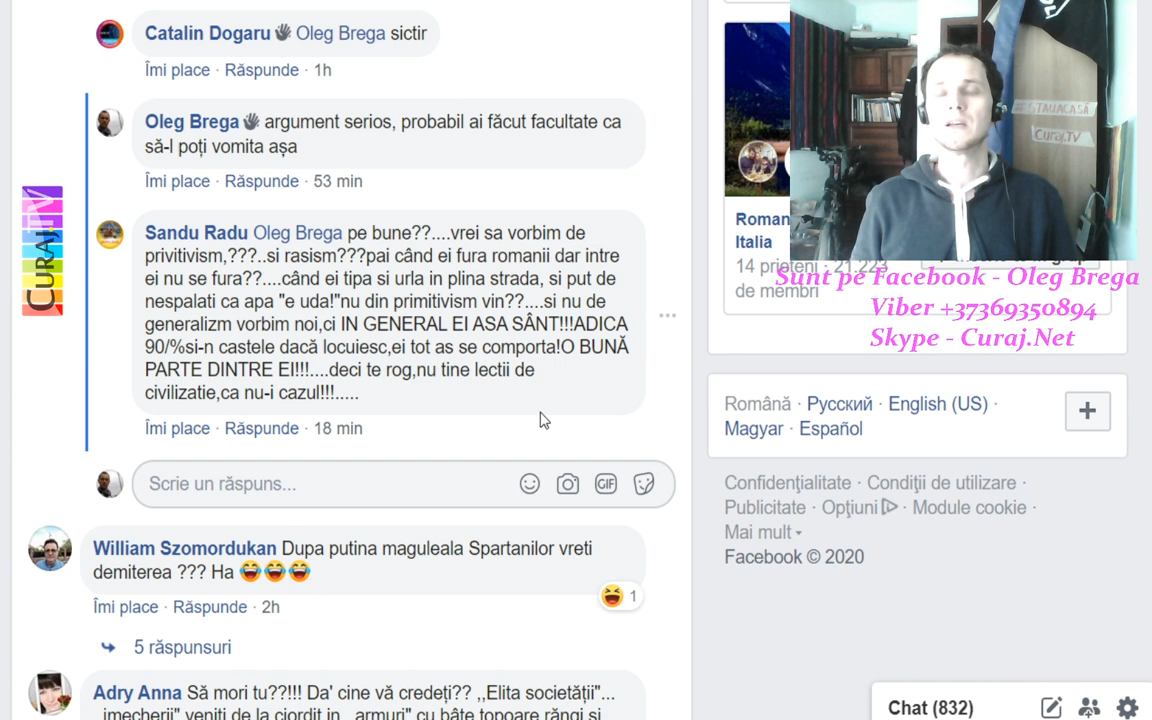 Catalin Dogaru Oleg Brega sictir
Îmi place · Răspunde · 1h
Oleg Brega argument serios, probabil ai făcut facultate ca
să-l poți vomita așa
Îmi place · Răspunde · 53 min
Sandu Radu Oleg Brega pe bune??....vrei sa vorbim de
privitivism,???..si rasism???pai când ei fura romanii dar intre
ei nu se fura??....când ei tipa si urla in plina strada, si put de
nespalati ca apa "e uda!"nu din primitivism vin??....si nu de
generalizm vorbim noi,ci IN GENERAL EI ASA SÂNT!!!ADICA
90/%si-n castele dacă locuiesc,ei tot as se comporta!O BUNĂ
PARTE DINTRE EI!!!....deci te rog,nu tine lectii de
civilizatie,ca nu-i cazul!!!.....
Îmi place · Răspunde · 18 min
Scrie un răspuns...
GIF
William Szomordukan Dupa putina maguleala Spartanilor vreti
demiterea ??? Ha 😂😂😂
1
Îmi place · Răspunde · 2h
5 răspunsuri
Adry Anna Să mori tu??!!! Da' cine vă credeți?? ,,Elita societății"...
CURAJ.TV
#STAUACASĂ
Curaj.TV
Roman
Italia
14 prieteni · 21.223
de membri
Sunt pe Facebook - Oleg Brega
Viber +37369350894
Skype - Curaj.Net
Română · Русский · English (US) ·
Magyar · Español
Confidenţialitate · Condiţii de utilizare ·
Publicitate · Opţiuni · Module cookie ·
Mai mult
Facebook © 2020
Chat (832)